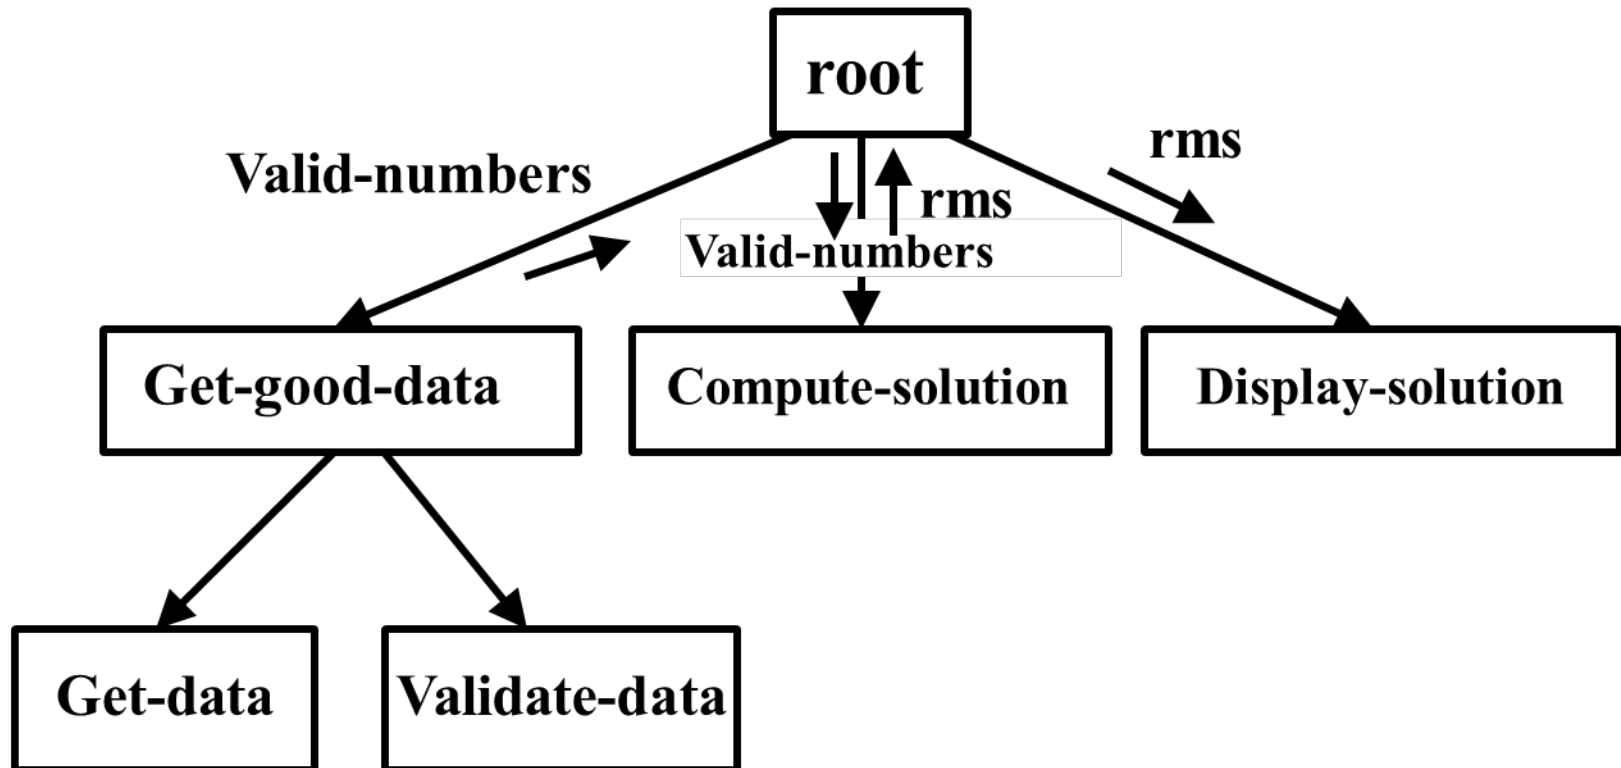 root
rms
Valid-numbers
rms
Valid-numbers
Get-good-data
Compute-solution
Display-solution
Get-data
Validate-data